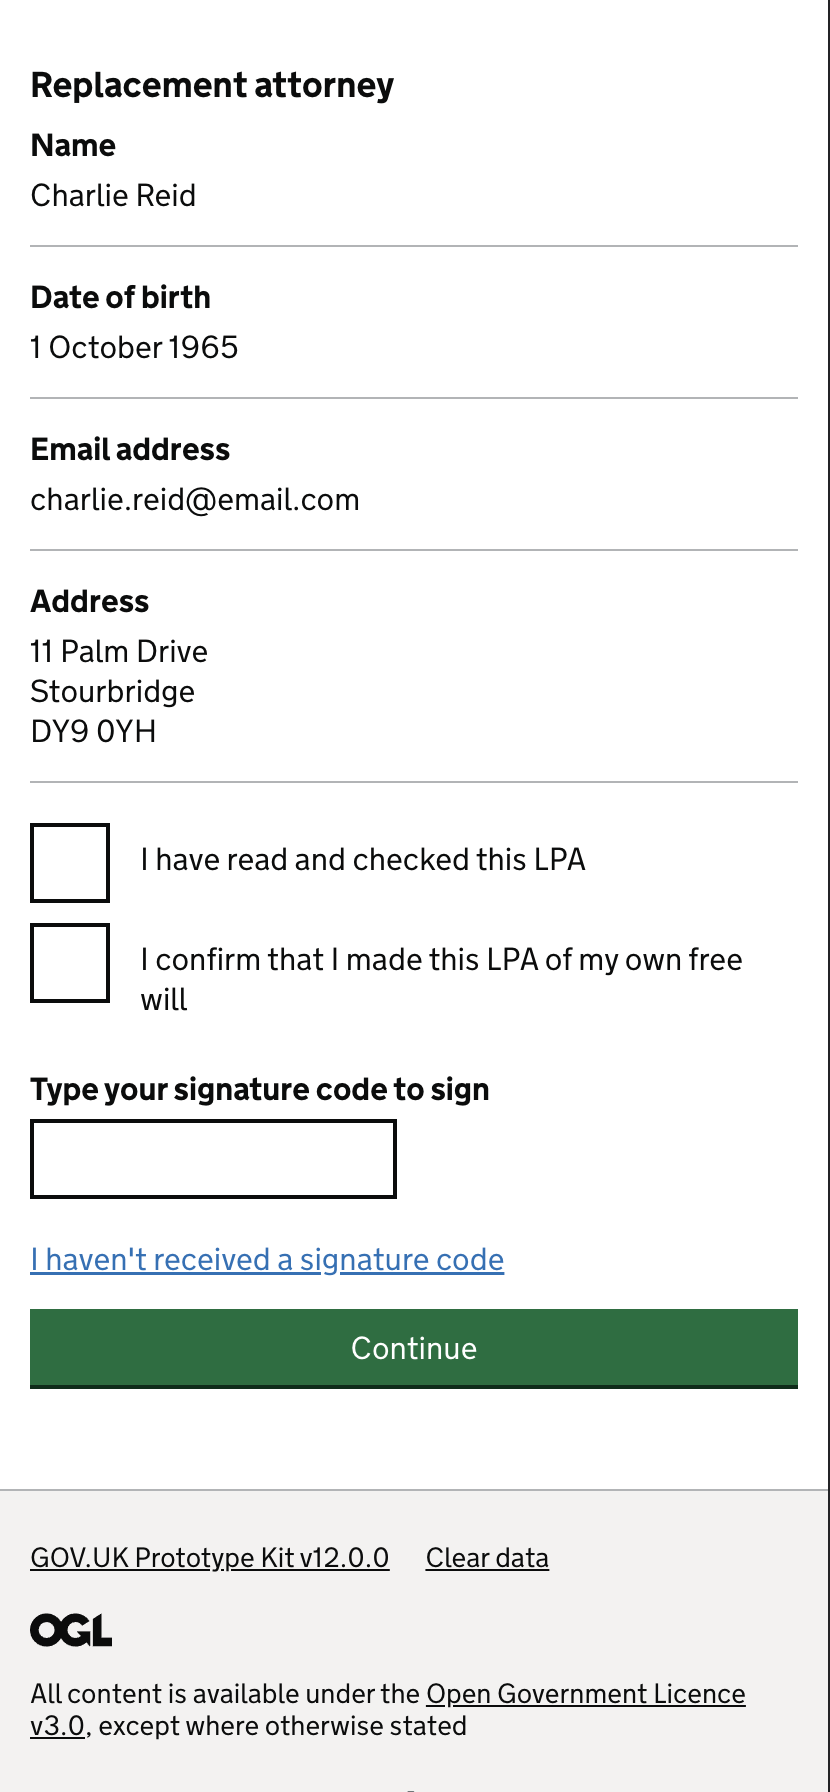 Replacement attorney
Name
Charlie Reid
Date of birth
1 October 1965
Email address
charlie.reid@email.com
Address
11 Palm Drive
Stourbridge
DY9 0YH
I have read and checked this LPA
I confirm that I made this LPA of my own free
will
Type your signature code to sign
I haven't received a signature code
Continue
GOV.UK Prototype Kit v12.0.0 Clear data
OGL
All content is available under the Open Government Licence
v3.0, except where otherwise stated